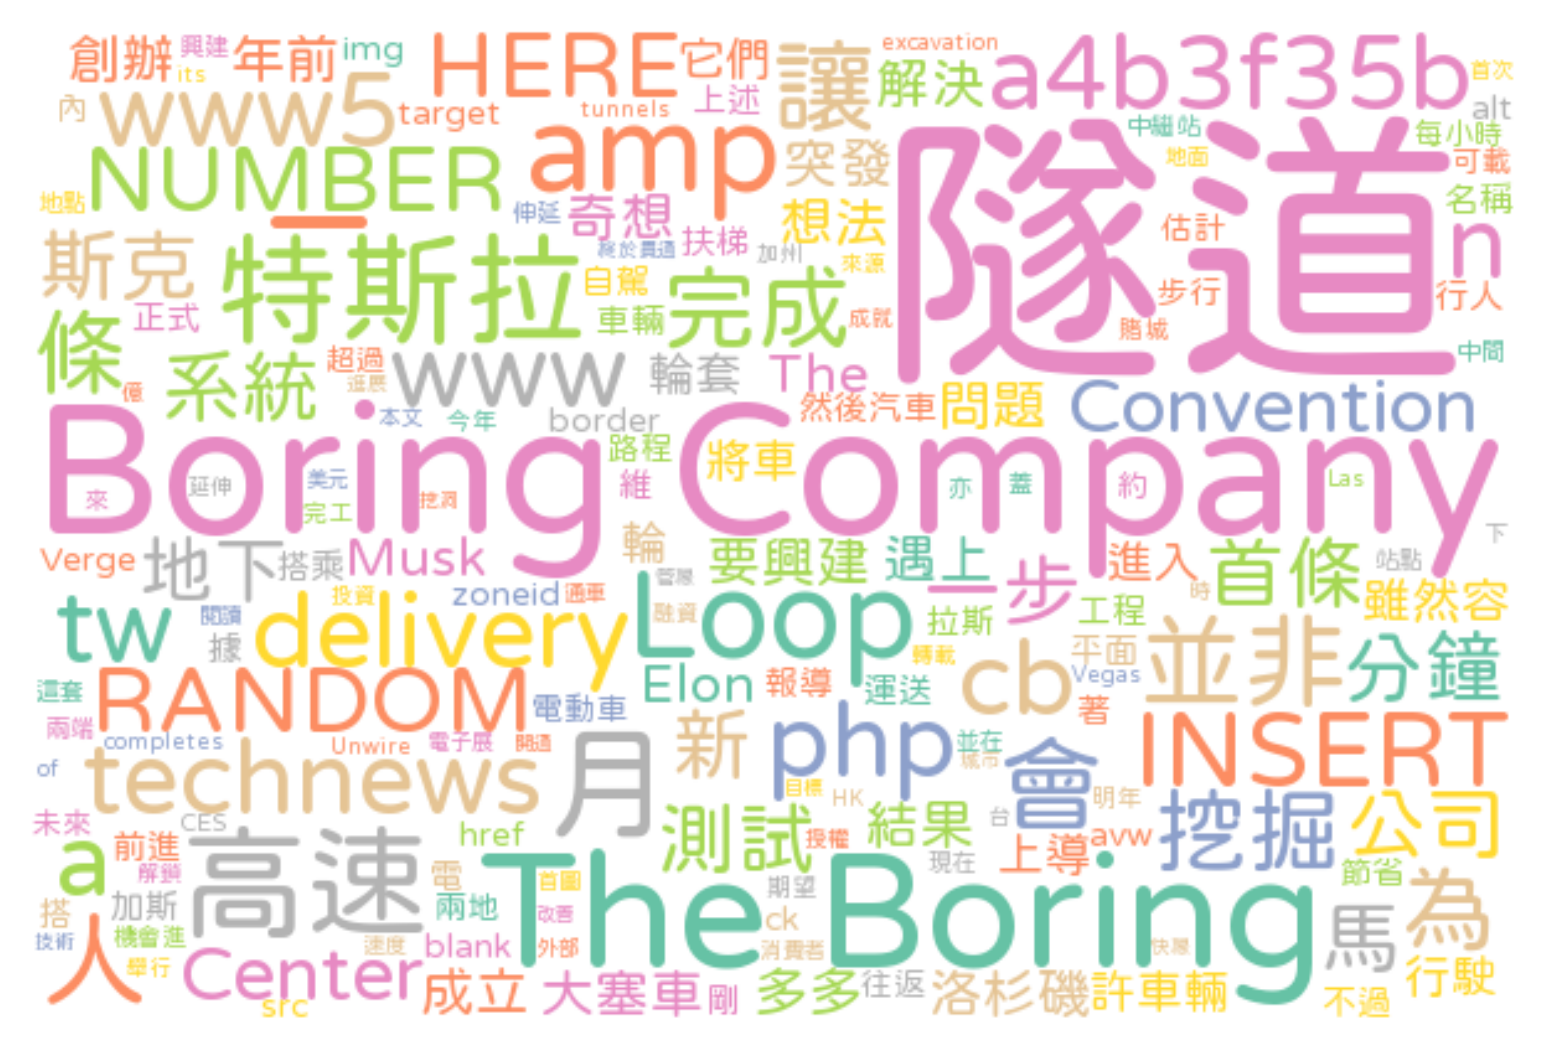 創辦 興建 年前 img HERE 它們 讓 excavation a4b3f35b 首次
its 解決
內 www5 target tunnels 上述 中繼站 alt
NUMBER amp 突發 隧道 地面 每小時 可載
地點 伸延 奇想 想法 名稱
斯克 特斯拉 終於貫通 扶梯 加州 來源 估計 n
正式 自駕 車輛 完成 成就 步行 行人
條 系統 超過 www 輪套 The 賭城 中間
億 進展 本文 今年 border 然後汽車 問題 Convention
Boring Company
路程 將車 維
來 延伸 美元 挖洞 完工 亦 蓋 約 Las
輪 下
Verge 地下 搭乘 Musk 要興建 遇上 一步 進入 首條 站點
tw 閱讀 投資 zoneid 通車 管原 Loop 時 雖然容
據 delivery 融資 拉斯 工程
這套 RANDOM Elon 報導 轉載 運送 cb 平面 並非 分鐘
兩端 電動車 Vegas 著
completes Unwire 電子展 開通 新 php 並在 INSERT
of technews 月 城市 會
目標 HK 明年
未來 CES href 測試 授權 結果 台 上導 avw 挖掘 公司
a 前進 解鎖 高速 電 The Boring 現在 節省
搭 加斯 兩地 首圖 期望 為
技術 人 機會進 改善 ck 馬
舉行 Center 速度 blank 外部 消費者 快感 行駛
src 成立 大塞車 剛 多多 往返 洛杉磯 許車輛 不過